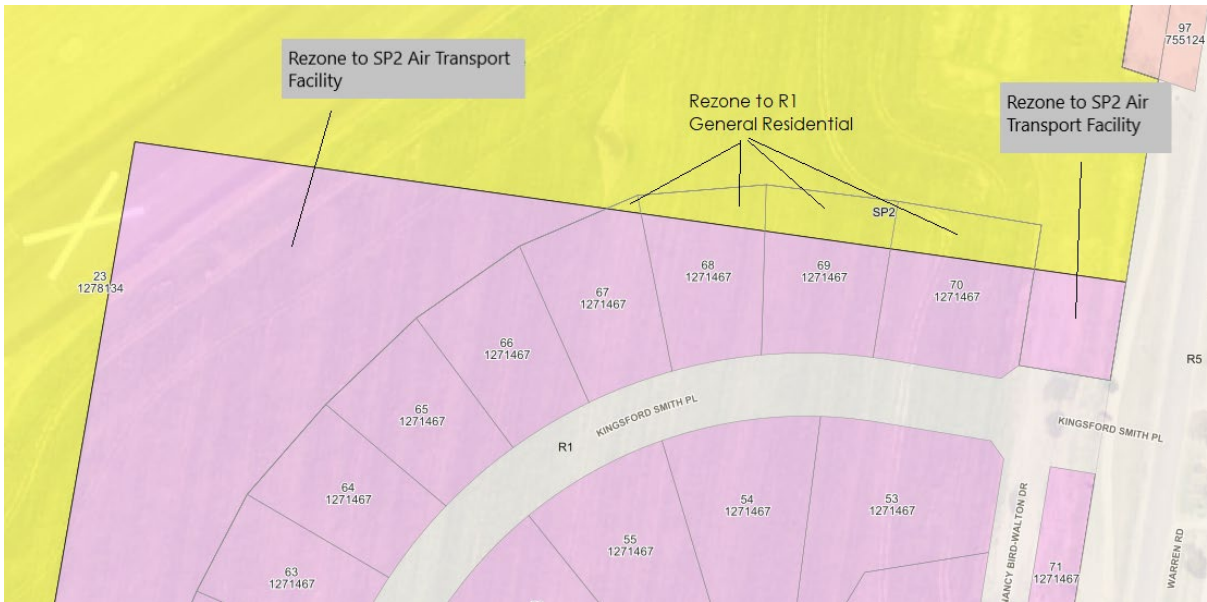 97
755124
Rezone to SP2 Air Transport
Facility
Rezone to R1
General Residential
Rezone to SP2 Air
Transport Facility
SP2
23
1278134
67
1271467
68
1271467
69
1271467
70
1271467
66
1271467
R5
65
1271467
KINGSFORD SMITH PL
KINGSFORD SMITH PL
R1
64
1271467
54
1271467
53
1271467
55
1271467
63
1271467
NANCY BIRD-WALTON DR
71
1271467
WARREN RD